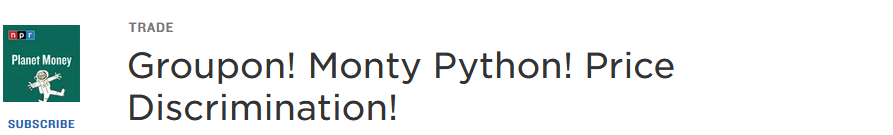 TRADE
npr
Planet Money
Groupon! Monty Python! Price
Discrimination!
SUBSCRIBE